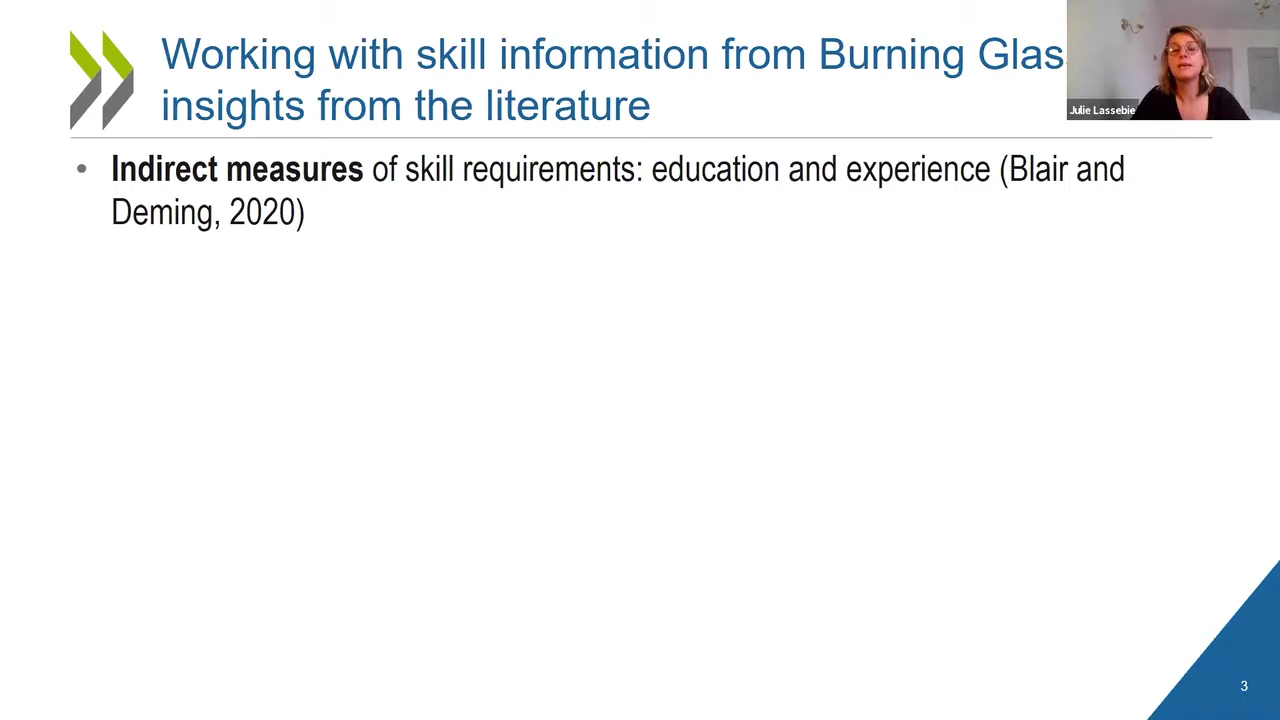 Working with skill information from Burning Glas
insights from the literature
Julie Lassebie
• Indirect measures of skill requirements: education and experience (Blair and
Deming, 2020)
3